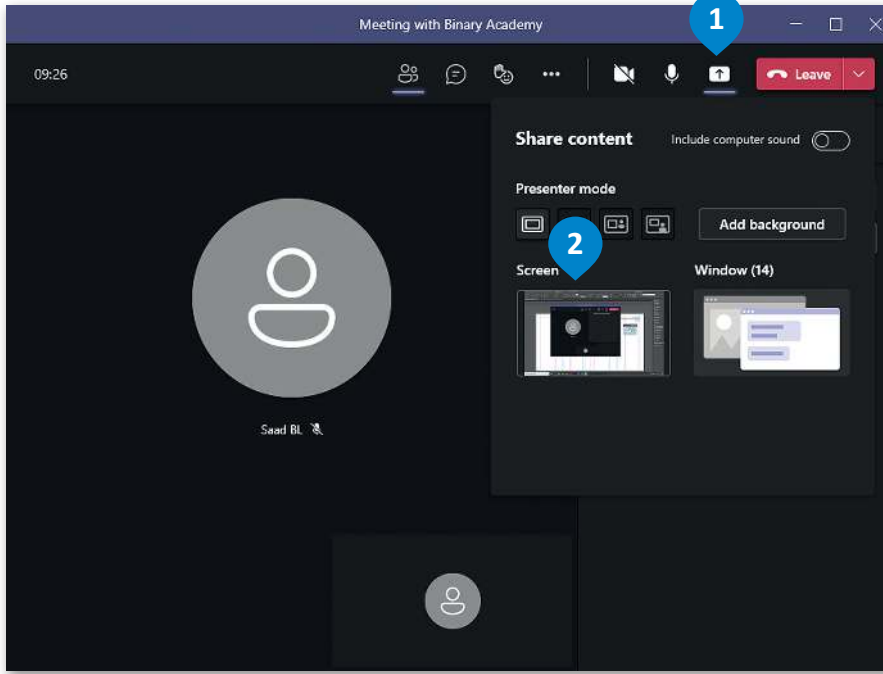 1
Meeting with Binary Academy
09:26
Leave
Share content
Include computer sound
Presenter mode
Add background
2
Screen
Window (14)
Saad BL